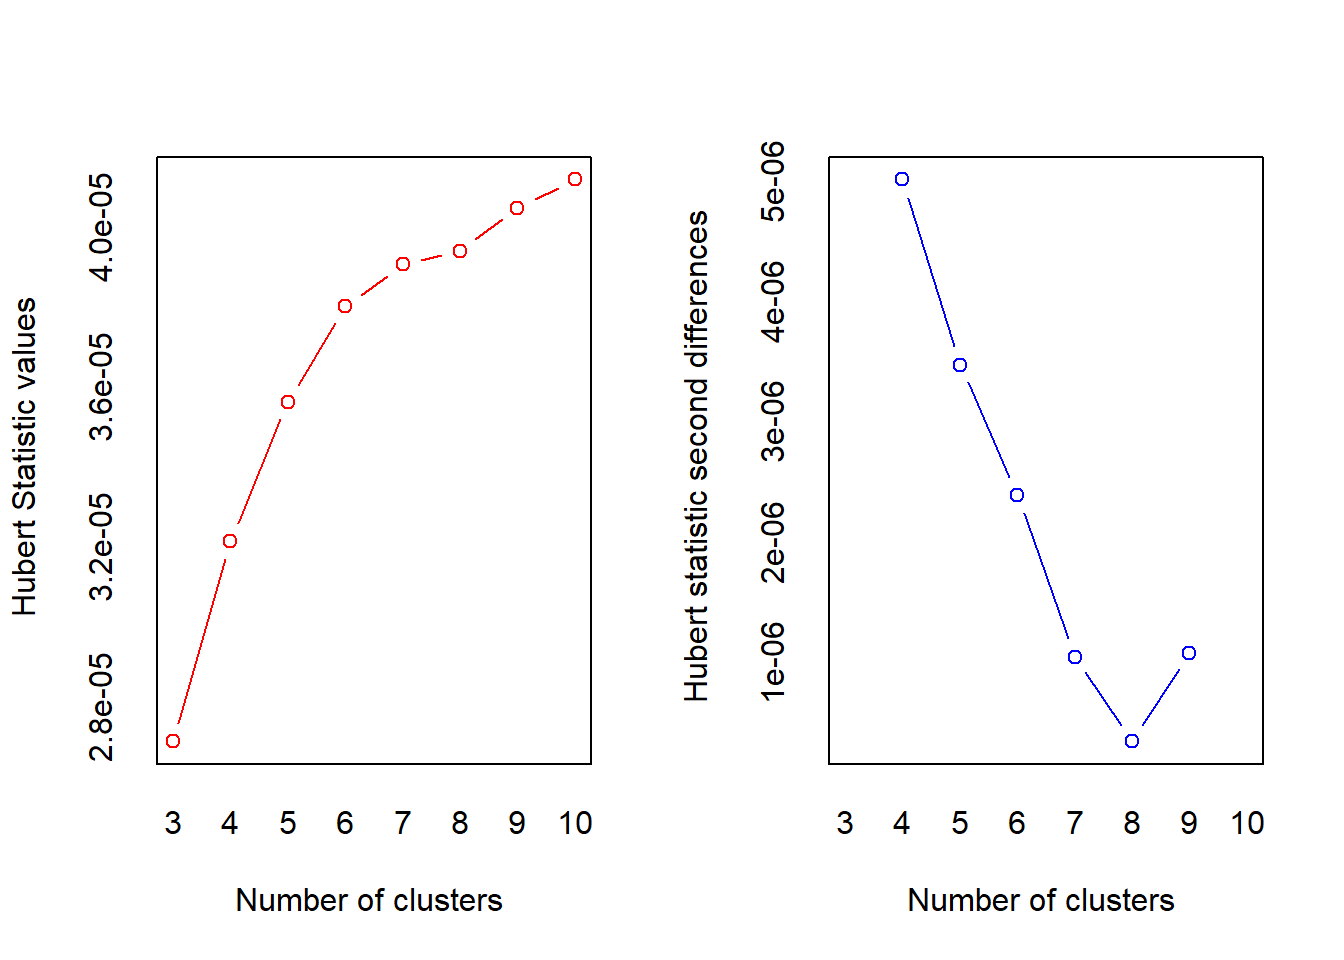 Hubert Statistic values
4.0e-05
3.6e-05
3.2e-05
2.8e-05
3 4 5 6 7 8 9 10
Number of clusters
Hubert statistic second differences
5e-06
4e-06
3e-06
2e-06
1e-06
3 4 5 6 7 8 9 10
Number of clusters